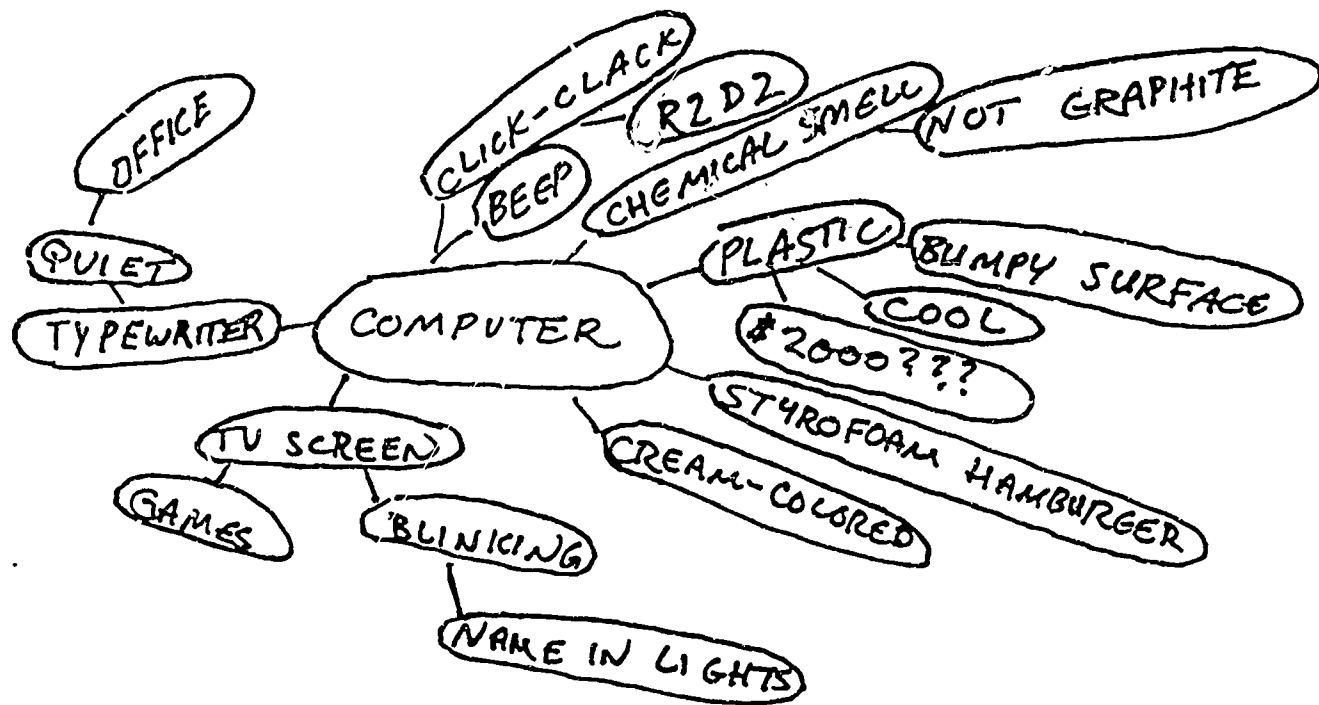 CLICK-CLACK
R2D2
OFFICE
BEEP
CHEMICAL SMELL
NOT GRAPHITE
QUIET
PLASTIC
BUMPY SURFACE
TYPEWRITER
COMPUTER
COOL
$2000???
STYROFOAM HAMBURGER
TV SCREEN
CREAM-COLORED
GAMES
BLINKING
NAME IN LIGHTS